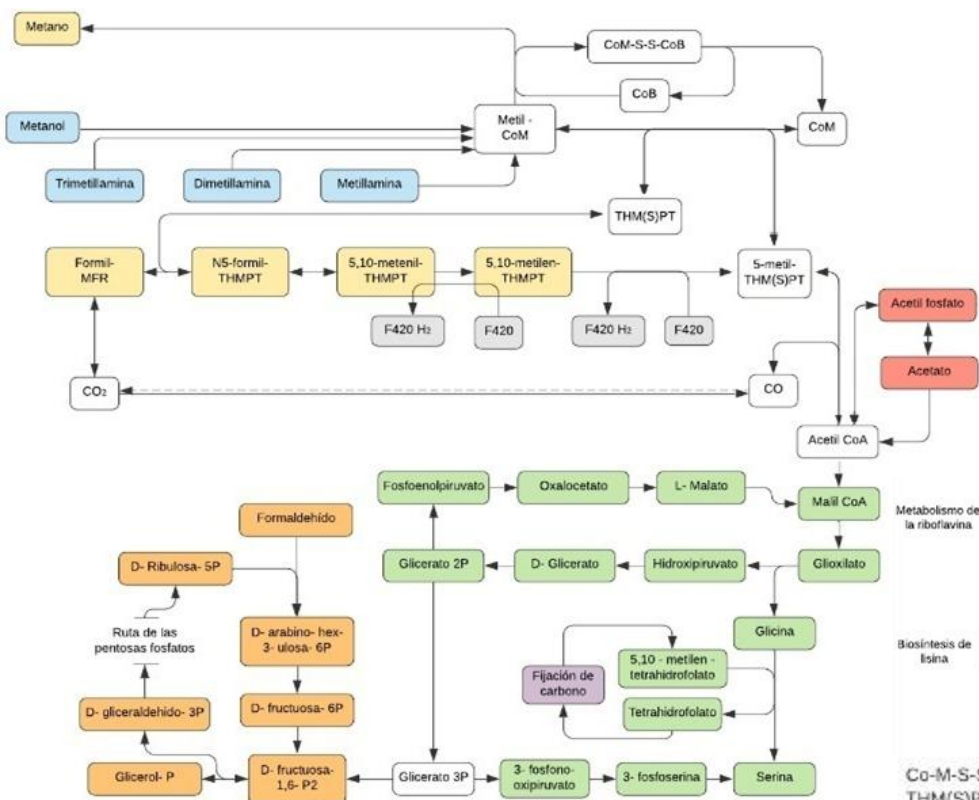 Metano
CoM-S-S-CoB
CoB
Metanol
Metil -
CoM
CoM
Trimetillamina
Dimetillamina
Metillamina
THM(S)PT
Formil-
MFR
N5-formil-
THMPT
5,10-metenil-
THMPT
5,10-metilen-
THMPT
5-metil-
THM(S)PT
F420 H2
F420
F420 H2
F420
Acetil fosfato
Acetato
CO2
CO
Acetil CoA
Fosfoenolpiruvato
Oxalocetato
L- Malato
Malil CoA
Metabolismo de
la riboflavina
Formaldehído
D- Ribulosa- 5P
Glicerato 2P
D- Glicerato
Hidroxipiruvato
Glioxilato
Ruta de las
pentosas fosfatos
D- arabino- hex-
3- ulosa- 6P
Glicina
Biosíntesis de
lisina
5,10 - metilen -
tetrahidrofolato
Fijación de
carbono
Tetrahidrofolato
D- gliceraldehido- 3P
D- fructuosa- 6P
Glicerol- P
D- fructuosa-
1,6- P2
Glicerato 3P
3- fosfono-
oxipiruvato
3- fosfoserina
Serina
Co-M-S-S
THM(S)P